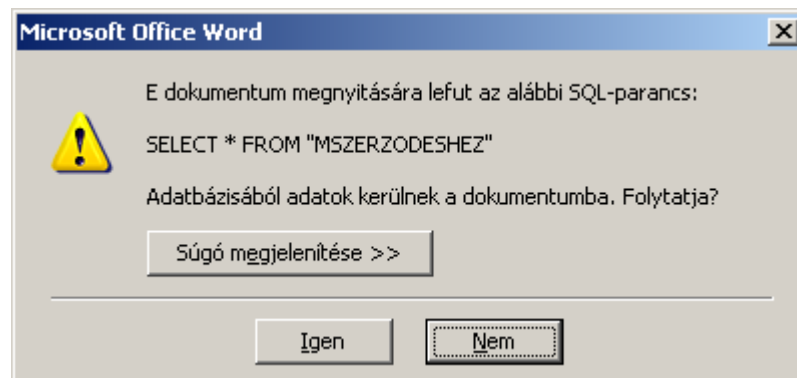 Microsoft Office Word
E dokumentum megnyitására lefut az alábbi SQL-parancs:
SELECT * FROM "MSZERZODESHEZ"
Adatbázisából adatok kerülnek a dokumentumba. Folytatja?
Súgó megjelenítése >>
Igen
Nem